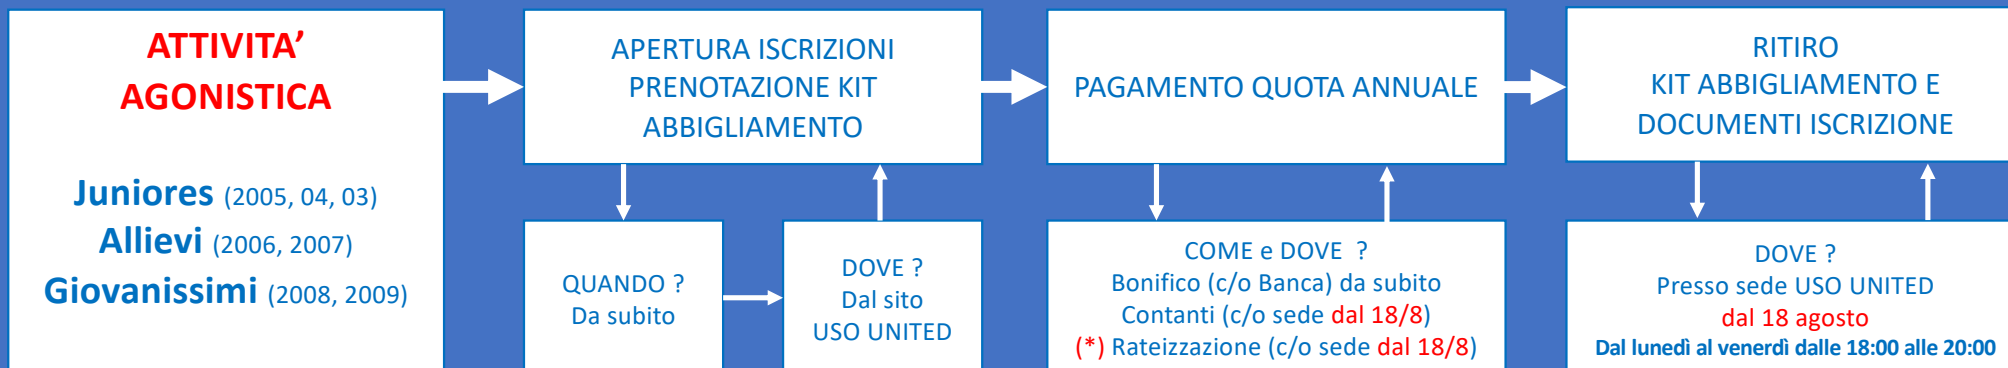 ATTIVITA’
AGONISTICA
Juniores (2005, 04, 03)
Allievi (2006, 2007)
Giovanissimi (2008, 2009)
APERTURA ISCRIZIONI
PRENOTAZIONE KIT
ABBIGLIAMENTO
QUANDO ?
Da subito
DOVE ?
Dal sito
USO UNITED
PAGAMENTO QUOTA ANNUALE
COME e DOVE  ?
Bonifico (c/o Banca) da subito
Contanti (c/o sede dal 18/8)
(*) Rateizzazione (c/o sede dal 18/8)
RITIRO
KIT ABBIGLIAMENTO E
DOCUMENTI ISCRIZIONE
DOVE ?
Presso sede USO UNITED
dal 18 agosto
Dal lunedì al venerdì dalle 18:00 alle 20:00